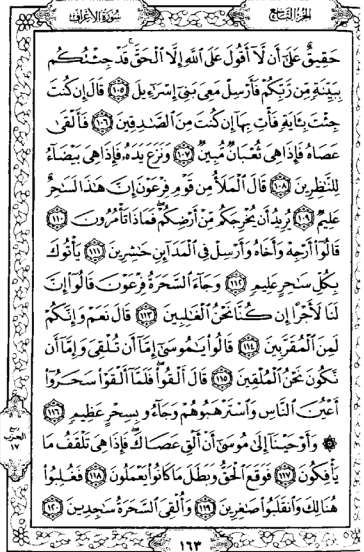 الجزء التاسع
سورة الأعراف
حَقِيقٌ عَلَىٰٓ أَن لَّآ أَقُولَ عَلَى ٱللَّهِ إِلَّا ٱلْحَقَّ ۚ قَدْ جِئْتُكُم
بِبَيِّنَةٍ مِّن رَّبِّكُمْ فَأَرْسِلْ مَعِىَ بَنِىٓ إِسْرَٰٓءِيلَ ١٠٥ قَالَ إِن كُنتَ
جِئْتَ بِـَٔايَةٍ فَأْتِ بِهَآ إِن كُنتَ مِنَ ٱلصَّـٰدِقِينَ ١٠٦ فَأَلْقَىٰ
عَصَاهُ فَإِذَا هِىَ ثُعْبَانٌ مُّبِينٌ ١٠٧ وَنَزَعَ يَدَهُۥ فَإِذَا هِىَ بَيْضَآءُ
لِلنَّـٰظِرِينَ ١٠٨ قَالَ ٱلْمَلَأُ مِن قَوْمِ فِرْعَوْنَ إِنَّ هَـٰذَا لَسَـٰحِرٌ
عَلِيمٌ ١٠٩ يُرِيدُ أَن يُخْرِجَكُم مِّنْ أَرْضِكُمْ ۖ فَمَاذَا تَأْمُرُونَ ١١٠
قَالُوٓا۟ أَرْجِهْ وَأَخَاهُ وَأَرْسِلْ فِى ٱلْمَدَآئِنِ حَـٰشِرِينَ ١١١ يَأْتُوكَ
بِكُلِّ سَـٰحِرٍ عَلِيمٍ ١١٢ وَجَآءَ ٱلسَّحَرَةُ فِرْعَوْنَ قَالُوٓا۟ إِنَّ
لَنَا لَأَجْرًا إِن كُنَّا نَحْنُ ٱلْغَـٰلِبِينَ ١١٣ قَالَ نَعَمْ وَإِنَّكُمْ
لَمِنَ ٱلْمُقَرَّبِينَ ١١٤ قَالُوا۟ يَـٰمُوسَىٰٓ إِمَّآ أَن تُلْقِىَ وَإِمَّآ أَن
نَّكُونَ نَحْنُ ٱلْمُلْقِينَ ١١٥ قَالَ أَلْقُوا۟ ۖ فَلَمَّآ أَلْقَوْا۟ سَحَرُوٓا۟
أَعْيُنَ ٱلنَّاسِ وَٱسْتَرْهَبُوهُمْ وَجَآءُو بِسِحْرٍ عَظِيمٍ ١١٦
۞ وَأَوْحَيْنَآ إِلَىٰ مُوسَىٰٓ أَنْ أَلْقِ عَصَاكَ ۖ فَإِذَا هِىَ تَلْقَفُ مَا
يَأْفِكُونَ ١١٧ فَوَقَعَ ٱلْحَقُّ وَبَطَلَ مَا كَانُوا۟ يَعْمَلُونَ ١١٨ فَغُلِبُوا۟
هُنَالِكَ وَٱنقَلَبُوا۟ صَـٰغِرِينَ ١١٩ وَأُلْقِىَ ٱلسَّحَرَةُ سَـٰجِدِينَ ١٢٠
ربع
الحزب
١٧
١٦٣